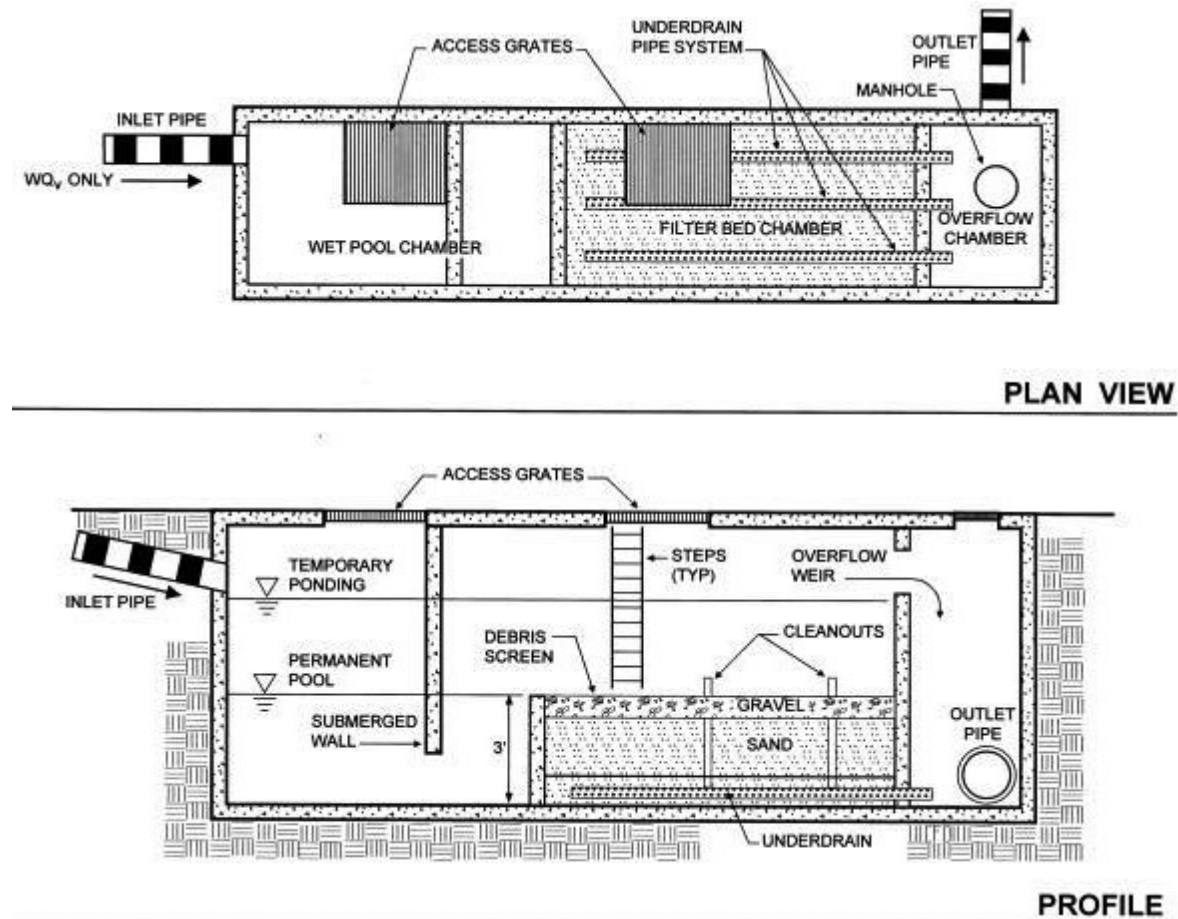 ACCESS GRATES
UNDERDRAIN
PIPE SYSTEM
OUTLET
PIPE
MANHOLE
INLET PIPE
WQv ONLY
WET POOL CHAMBER
FILTER BED CHAMBER
OVERFLOW
CHAMBER
PLAN VIEW
ACCESS GRATES
TEMPORARY
PONDING
STEPS
(TYP)
OVERFLOW
WEIR
INLET PIPE
DEBRIS
SCREEN
CLEANOUTS
PERMANENT
POOL
GRAVEL
SUBMERGED
WALL
3'
SAND
OUTLET
PIPE
UNDERDRAIN
PROFILE